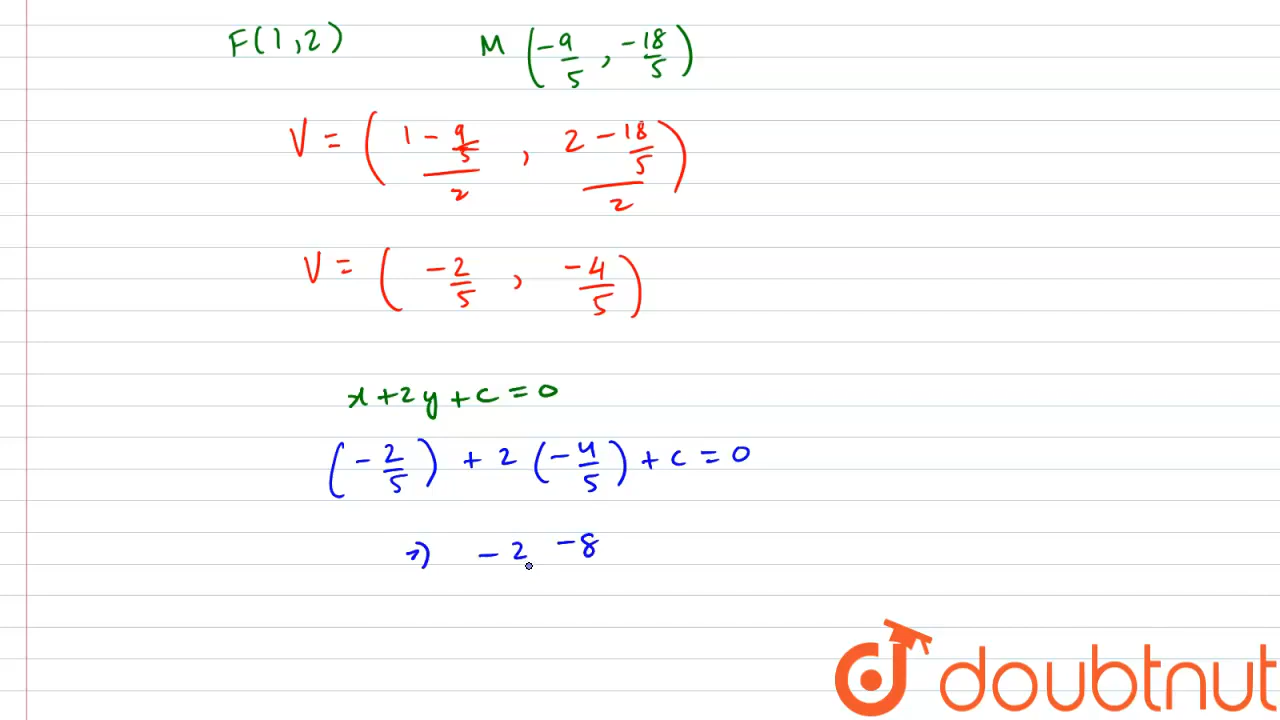 F(1,2) M (-9/5, -18/5)
V = ( (1 - 9/5)/2 , (2 - 18/5)/2 )
V = ( -2/5 , -4/5 )
x + 2y + c = 0
(-2/5) + 2 (-4/5) + c = 0
⇒ -2 -8
doubtnut